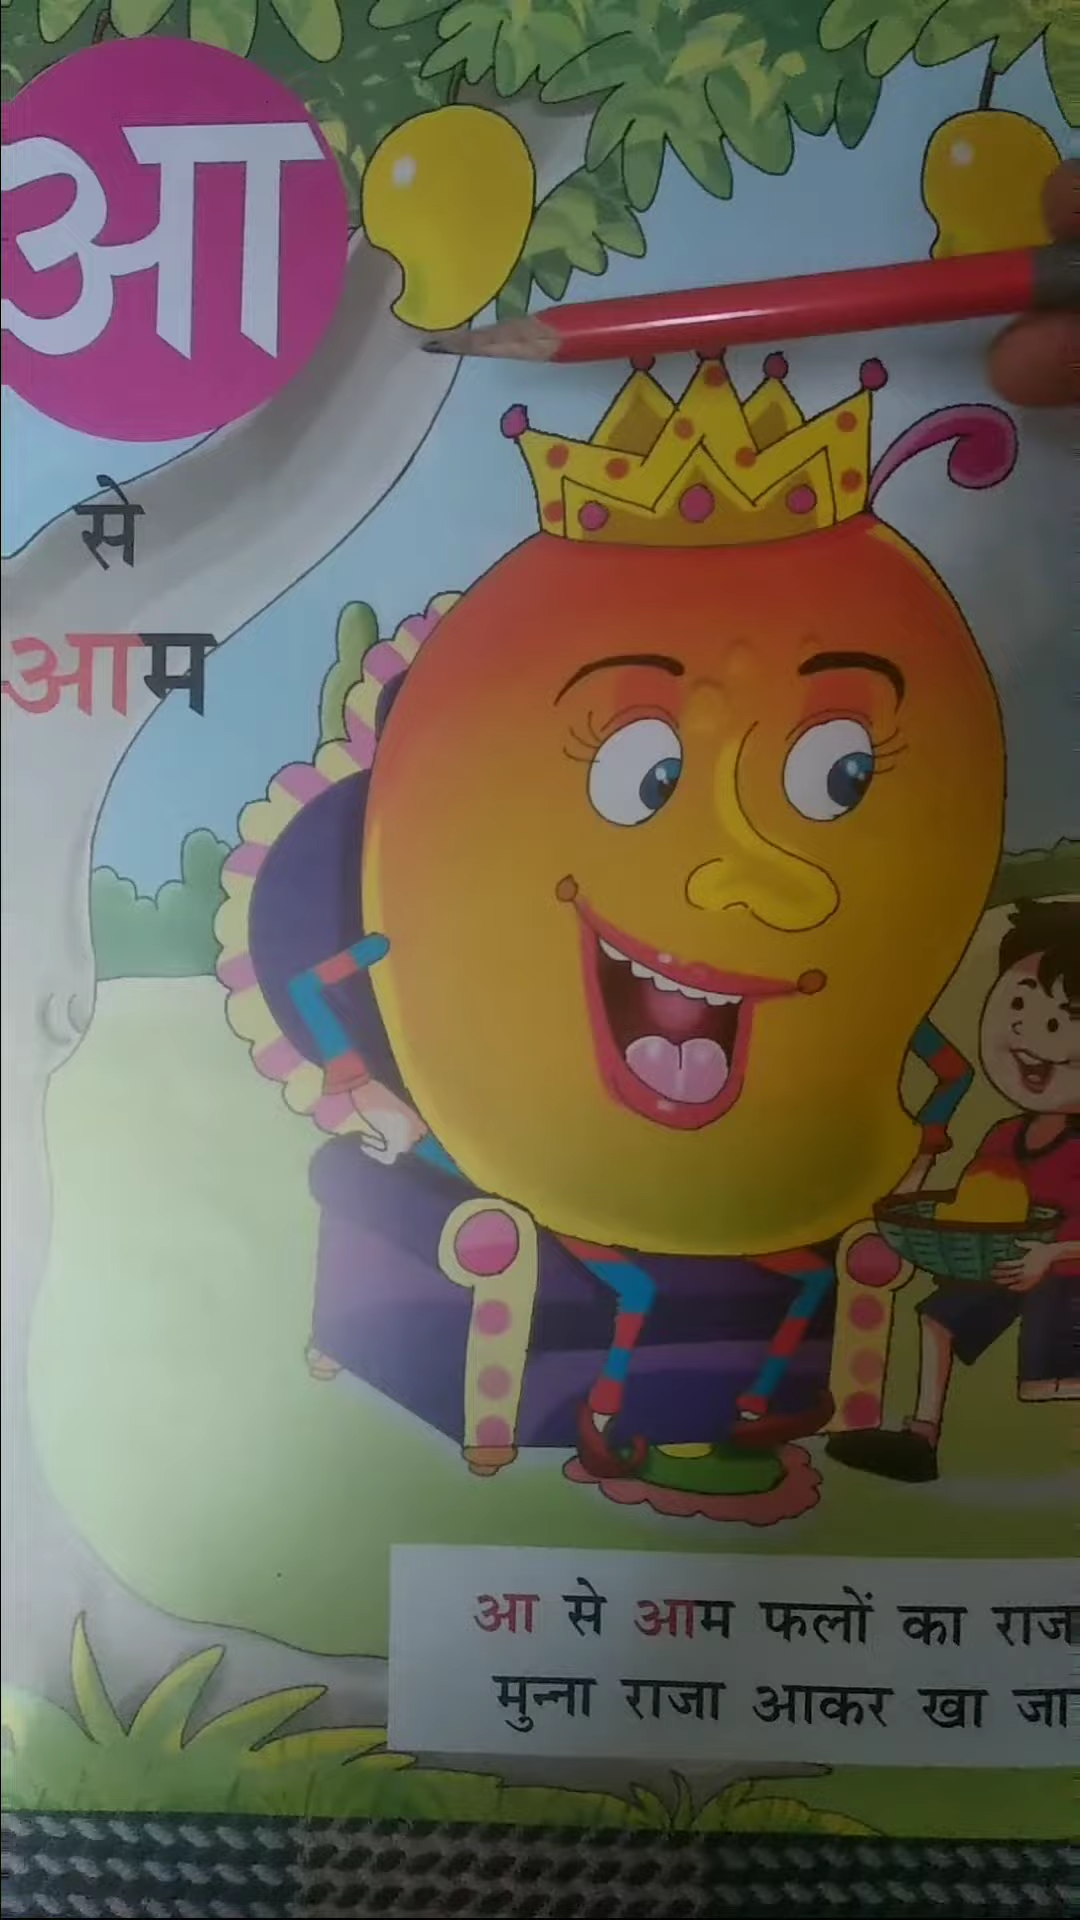 आ
से
आम
आ से आम फलों का राज
मुन्ना राजा आकर खा जा